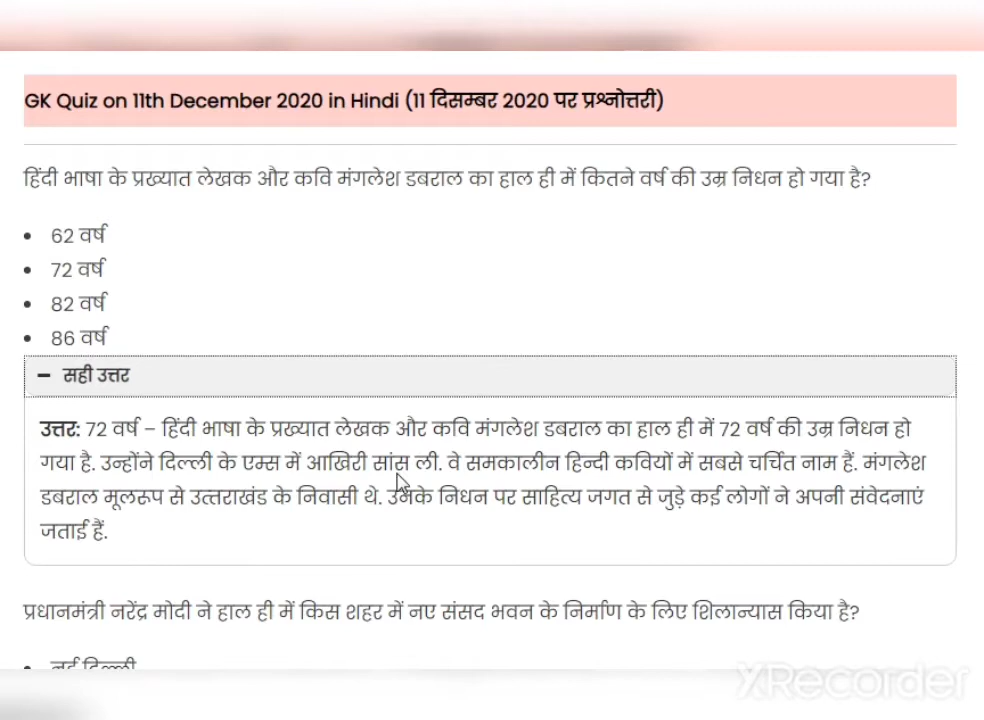 GK Quiz on 11th December 2020 in Hindi (11 दिसम्बर 2020 पर प्रश्नोत्तरी)
हिंदी भाषा के प्रख्यात लेखक और कवि मंगलेश डबराल का हाल ही में कितने वर्ष की उम्र निधन हो गया है?
• 62 वर्ष
• 72 वर्ष
• 82 वर्ष
• 86 वर्ष
– सही उत्तर
उत्तर: 72 वर्ष – हिंदी भाषा के प्रख्यात लेखक और कवि मंगलेश डबराल का हाल ही में 72 वर्ष की उम्र निधन हो
गया है. उन्होंने दिल्ली के एम्स में आखिरी सांस ली. वे समकालीन हिन्दी कवियों में सबसे चर्चित नाम हैं. मंगलेश
डबराल मूलरूप से उत्तराखंड के निवासी थे. उनके निधन पर साहित्य जगत से जुड़े कई लोगों ने अपनी संवेदनाएं
जताई हैं.
प्रधानमंत्री नरेंद्र मोदी ने हाल ही में किस शहर में नए संसद भवन के निर्माण के लिए शिलान्यास किया है?
• नई दिल्ली
XRecorder